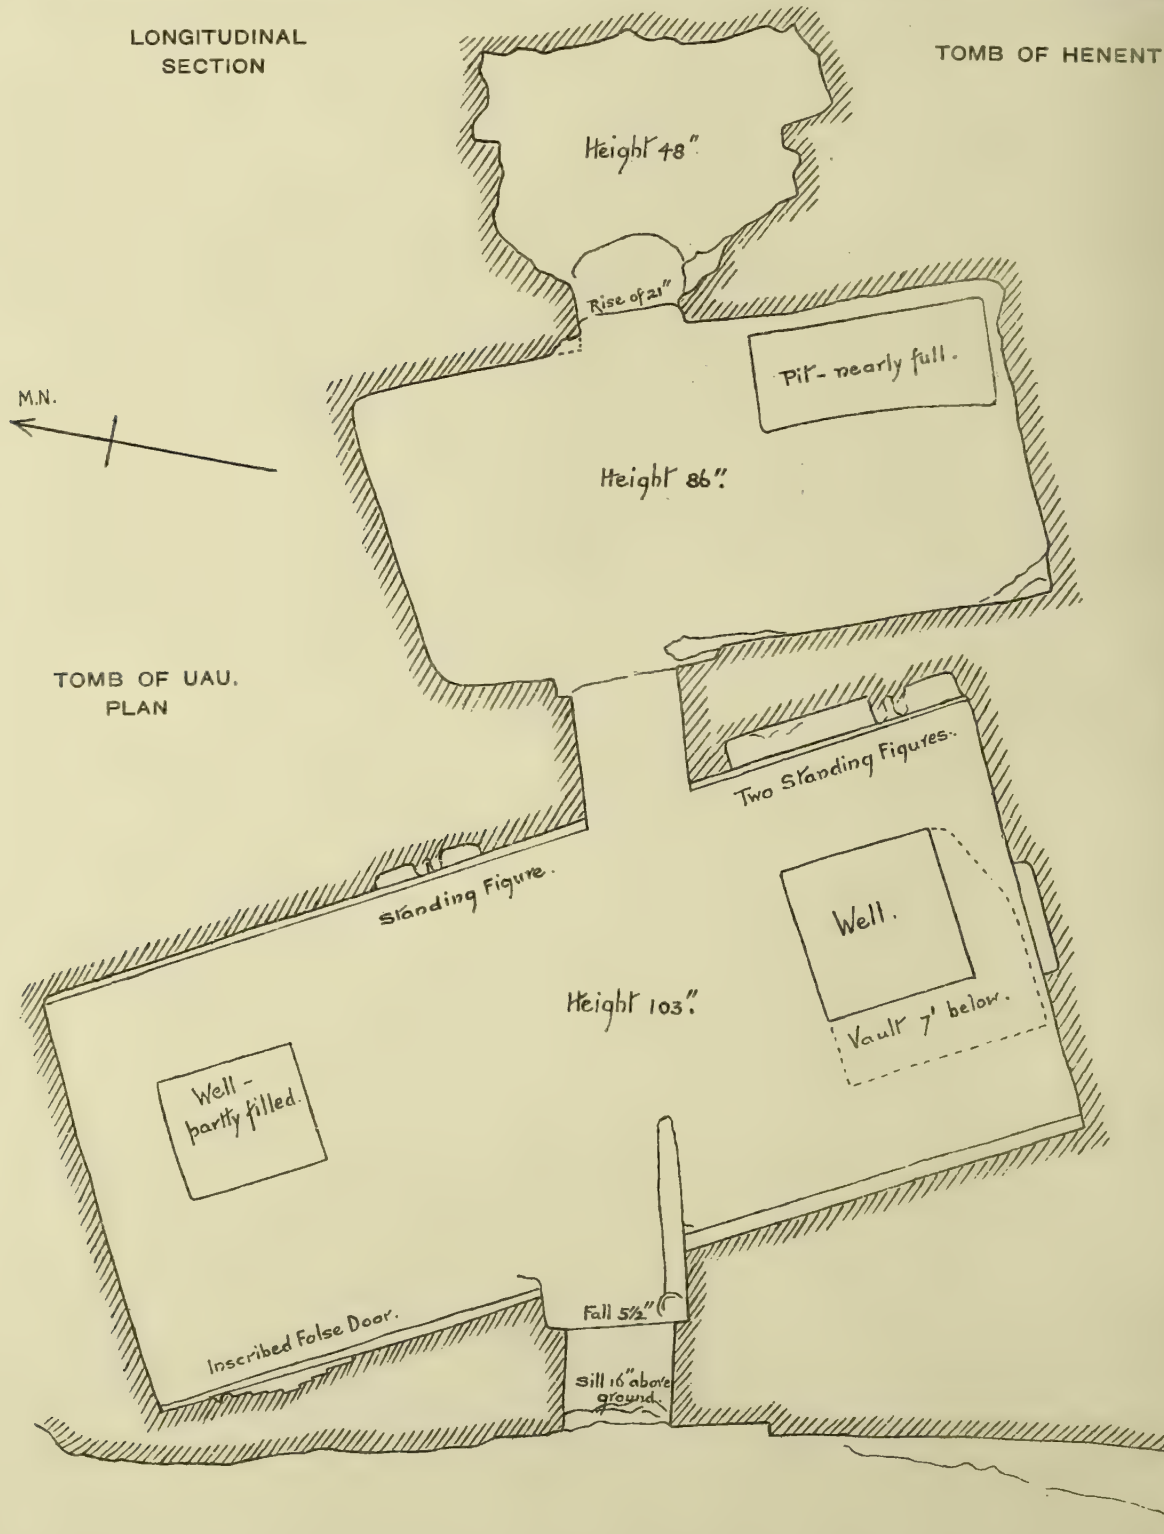 LONGITUDINAL
SECTION
TOMB OF HENENT
Height 48"
Rise of 21"
Pit - nearly full.
M.N.
Height 86".
TOMB OF UAU.
PLAN
Two Standing Figures.
Standing Figure.
Well.
Height 103".
Vault 7' below.
Well -
partly filled.
Fall 5½"
Inscribed False Door.
Sill 16" above
ground.